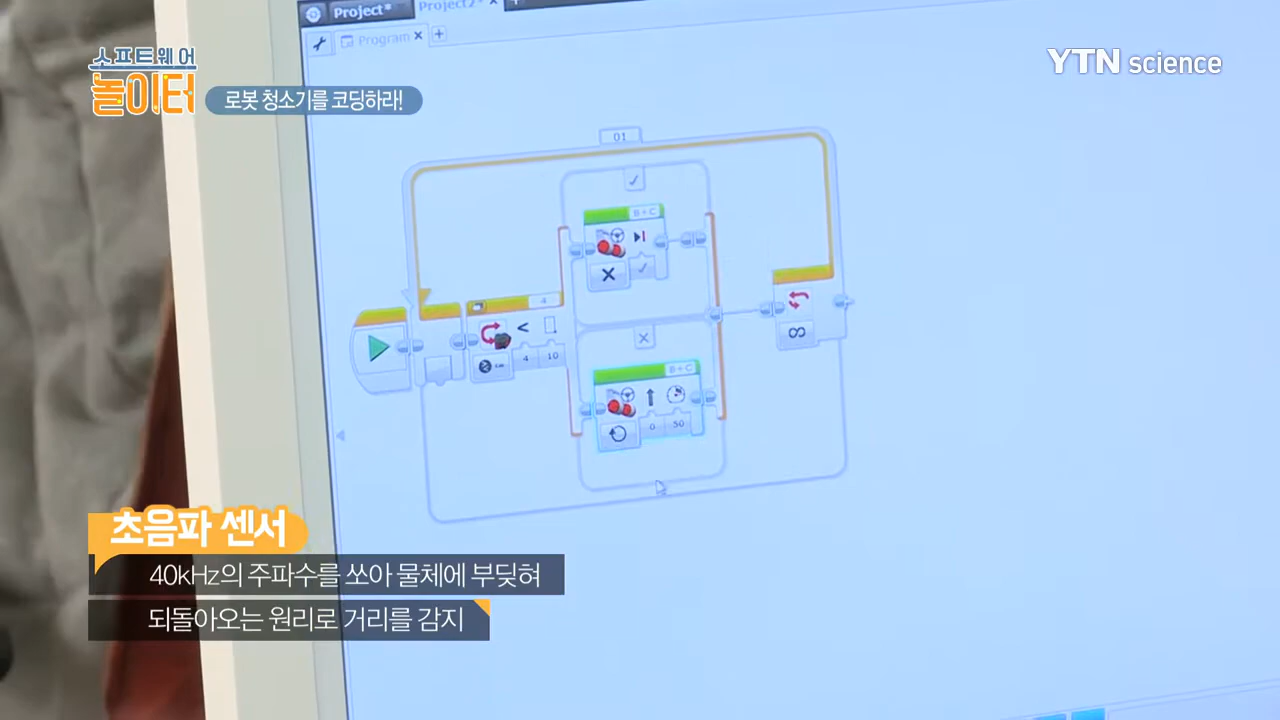 Project*
Project2*
Program
소프트웨어
놀이터
로봇 청소기를 코딩하라!
YTN science
01
B+C
4
<
4
10
B+C
0
50
초음파 센서
40kHz의 주파수를 쏘아 물체에 부딪혀
되돌아오는 원리로 거리를 감지